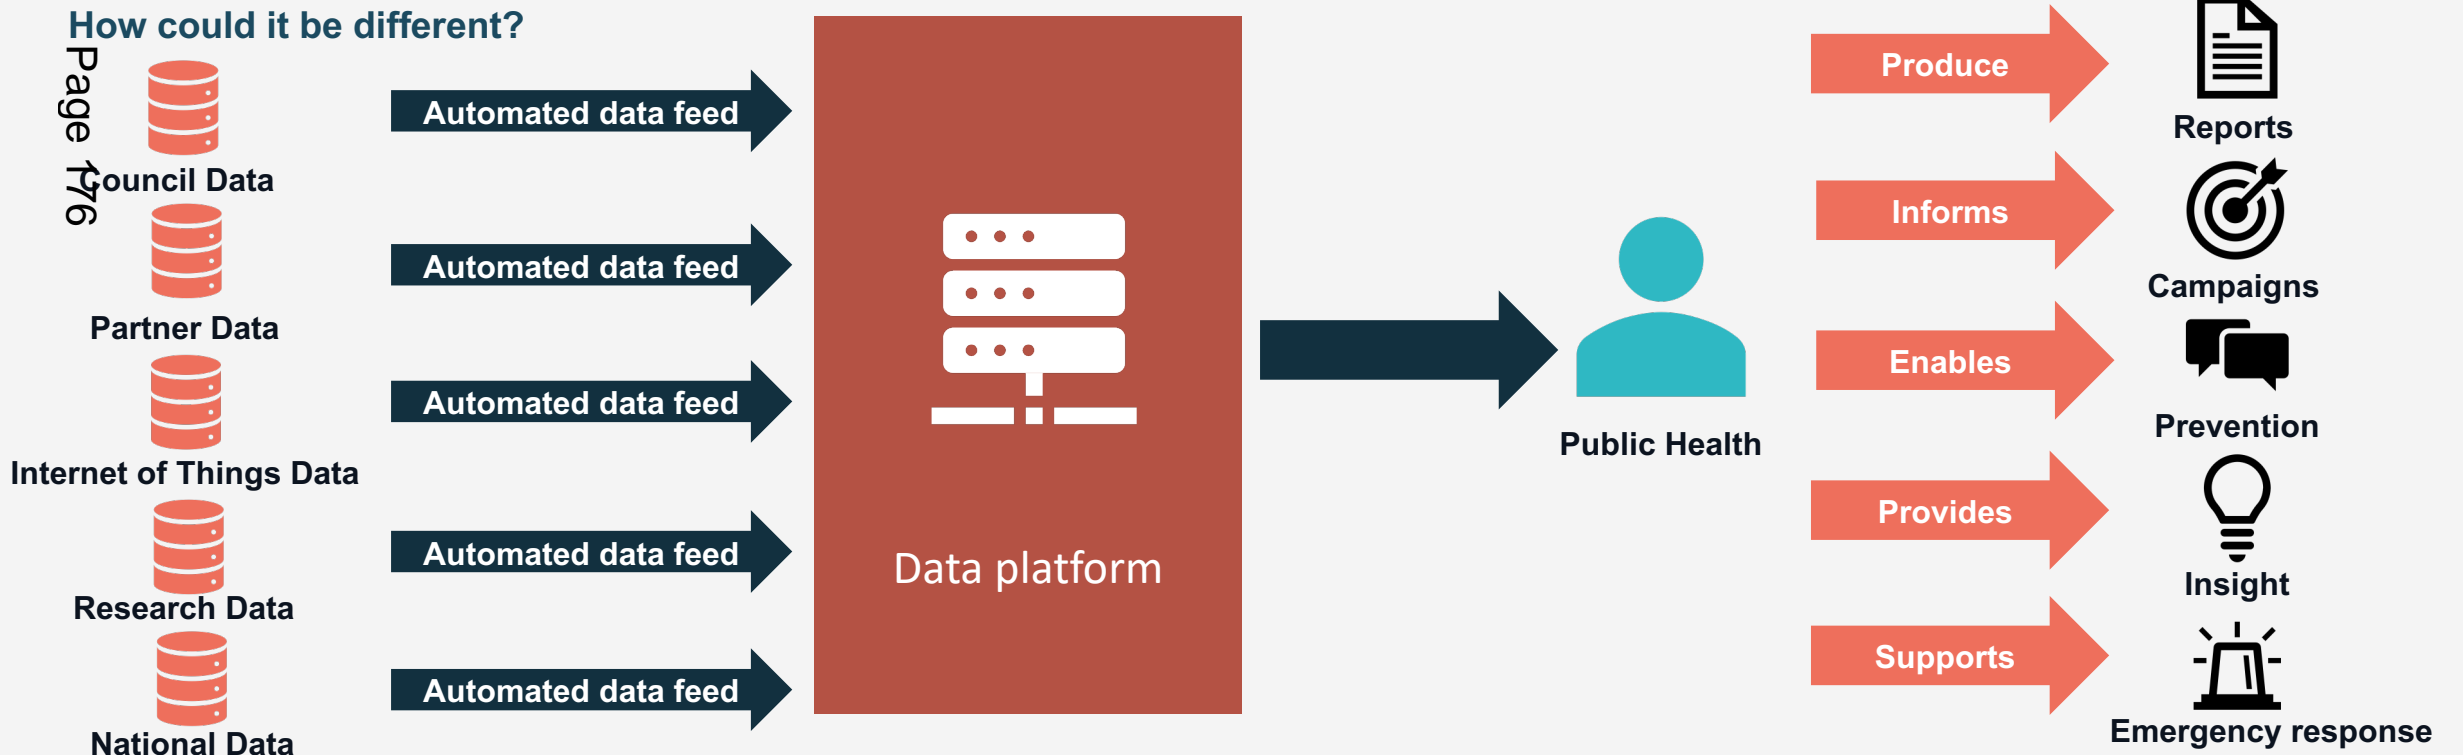 How could it be different?
Page 176
Council Data
Partner Data
Internet of Things Data
Research Data
National Data
Automated data feed
Automated data feed
Automated data feed
Automated data feed
Automated data feed
Data platform
Public Health
Produce
Informs
Enables
Provides
Supports
Reports
Campaigns
Prevention
Insight
Emergency response